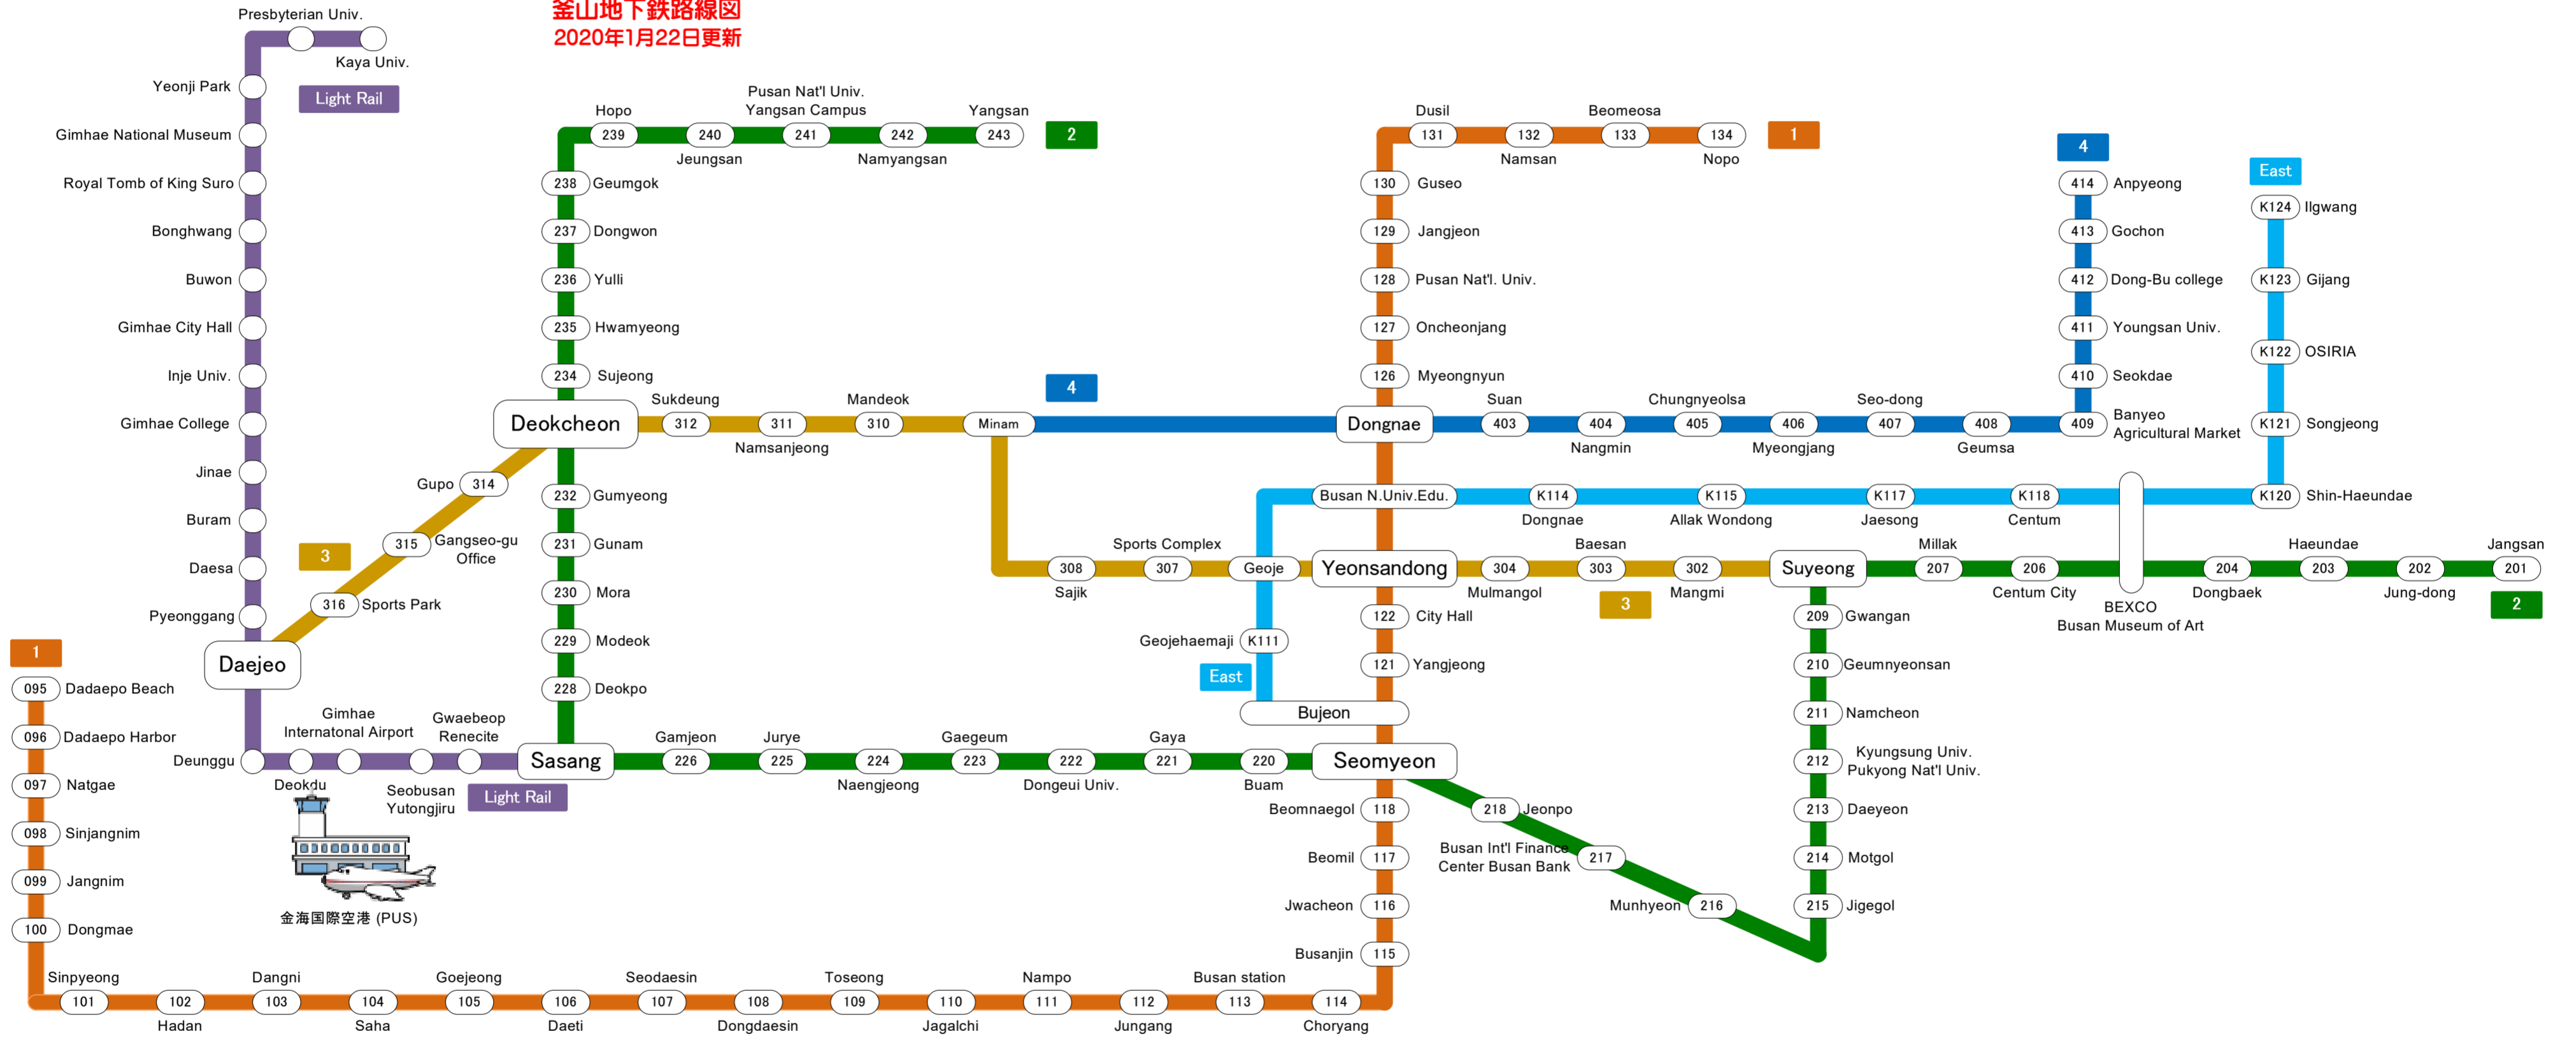 釜山地下鉄路線図
2020年1月22日更新
Presbyterian Univ.
Kaya Univ.
Light Rail
Yeonji Park
Gimhae National Museum
Royal Tomb of King Suro
Bonghwang
Buwon
Gimhae City Hall
Inje Univ.
Gimhae College
Jinae
Buram
Daesa
Pyeonggang
Daejeo
Deunggu
Deokdu
Gimhae
Internatonal Airport
Seobusan
Yutongjiru
Gwaebeop
Renecite
Light Rail
Sasang
金海国際空港 (PUS)
2
Yangsan
243
242
Namyangsan
Pusan Nat'l Univ.
Yangsan Campus
241
240
Jeungsan
Hopo
239
238 Geumgok
237 Dongwon
236 Yulli
235 Hwamyeong
234 Sujeong
Deokcheon
232 Gumyeong
231 Gunam
230 Mora
229 Modeok
228 Deokpo
Gamjeon
226
Jurye
225
224
Naengjeong
Gaegeum
223
222
Dongeui Univ.
Gaya
221
220
Buam
Seomyeon
218 Jeonpo
Busan Int'l Finance
Center Busan Bank
217
Munhyeon 216
215 Jigegol
214 Motgol
213 Daeyeon
212
Kyungsung Univ.
Pukyong Nat'l Univ.
211 Namcheon
210 Geumnyeonsan
209 Gwangan
Suyeong
Millak
207
206
Centum City
BEXCO
Busan Museum of Art
204
Dongbaek
Haeundae
203
202
Jung-dong
Jangsan
201
2
3
316 Sports Park
315 Gangseo-gu
Office
Gupo 314
Sukdeung
312
311
Namsanjeong
Mandeok
310
Minam
308
Sajik
Sports Complex
307
Geoje
Yeonsandong
304
Mulmangol
Baesan
303
302
Mangmi
3
4
Dongnae
Suan
403
404
Nangmin
Chungnyeolsa
405
406
Myeongjang
Seo-dong
407
408
Geumsa
409
Banyeo
Agricultural Market
410 Seokdae
411 Youngsan Univ.
412 Dong-Bu college
413 Gochon
414 Anpyeong
4
East
K124 Ilgwang
K123 Gijang
K122 OSIRIA
K121 Songjeong
K120 Shin-Haeundae
K118
Centum
K117
Jaesong
K115
Allak Wondong
K114
Dongnae
Busan N.Univ.Edu.
Geojehaemaji K111
East
Bujeon
1
134
Nopo
Beomeosa
133
132
Namsan
Dusil
131
130 Guseo
129 Jangjeon
128 Pusan Nat'l. Univ.
127 Oncheonjang
126 Myeongnyun
122 City Hall
121 Yangjeong
Beomnaegol 118
Beomil 117
Jwacheon 116
Busanjin 115
114
Choryang
Busan station
113
112
Jungang
Nampo
111
110
Jagalchi
Toseong
109
108
Dongdaesin
Seodaesin
107
106
Daeti
Goejeong
105
104
Saha
Dangni
103
102
Hadan
Sinpyeong
101
100 Dongmae
099 Jangnim
098 Sinjangnim
097 Natgae
096 Dadaepo Harbor
095 Dadaepo Beach
1